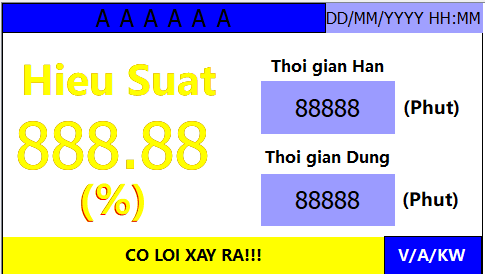 A A A A A A
DD/MM/YYYY HH:MM
Hieu Suat
888.88
(%)
Thoi gian Han
88888 (Phut)
Thoi gian Dung
88888 (Phut)
CO LOI XAY RA!!!
V/A/KW